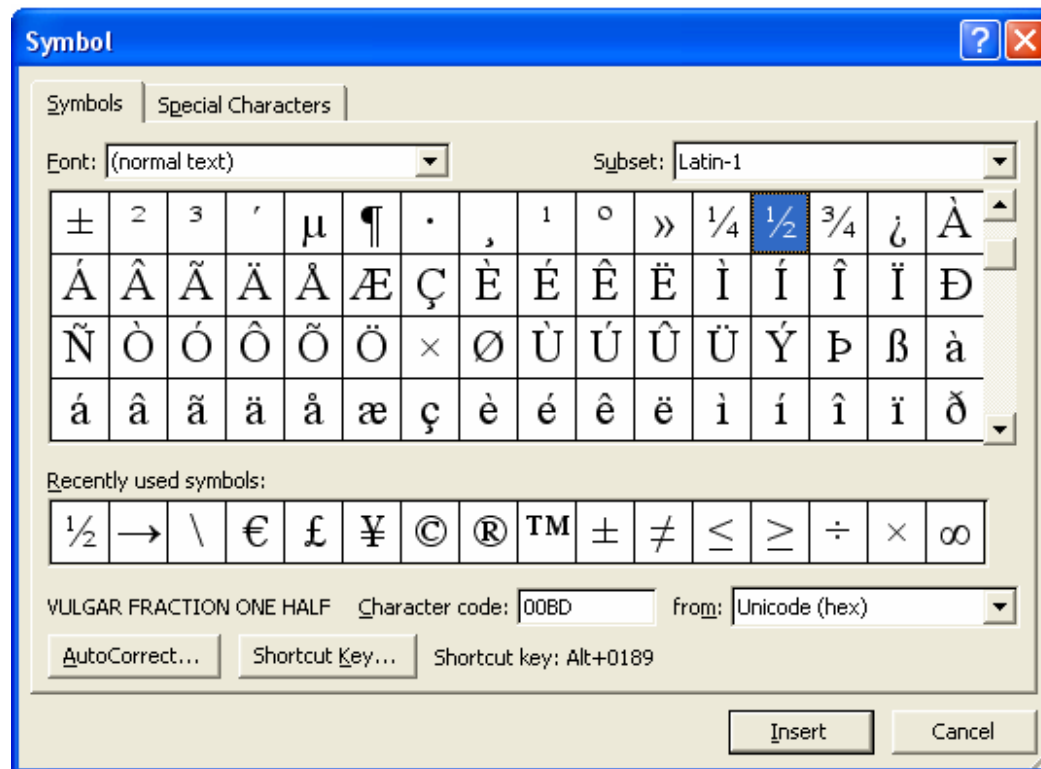 Symbol
Symbols Special Characters
Font: (normal text) Subset: Latin-1
± ² ³ ´ µ ¶ · ¸ ¹ º » ¼ ½ ¾ ¿ À
Á Â Ã Ä Å Æ Ç È É Ê Ë Ì Í Î Ï Ð
Ñ Ò Ó Ô Õ Ö × Ø Ù Ú Û Ü Ý Þ ß à
á â ã ä å æ ç è é ê ë ì í î ï ð
Recently used symbols:
½ → \ € £ ¥ © ® ™ ± ≠ ≤ ≥ ÷ × ∞
VULGAR FRACTION ONE HALF Character code: 00BD from: Unicode (hex)
AutoCorrect... Shortcut Key... Shortcut key: Alt+0189
Insert Cancel